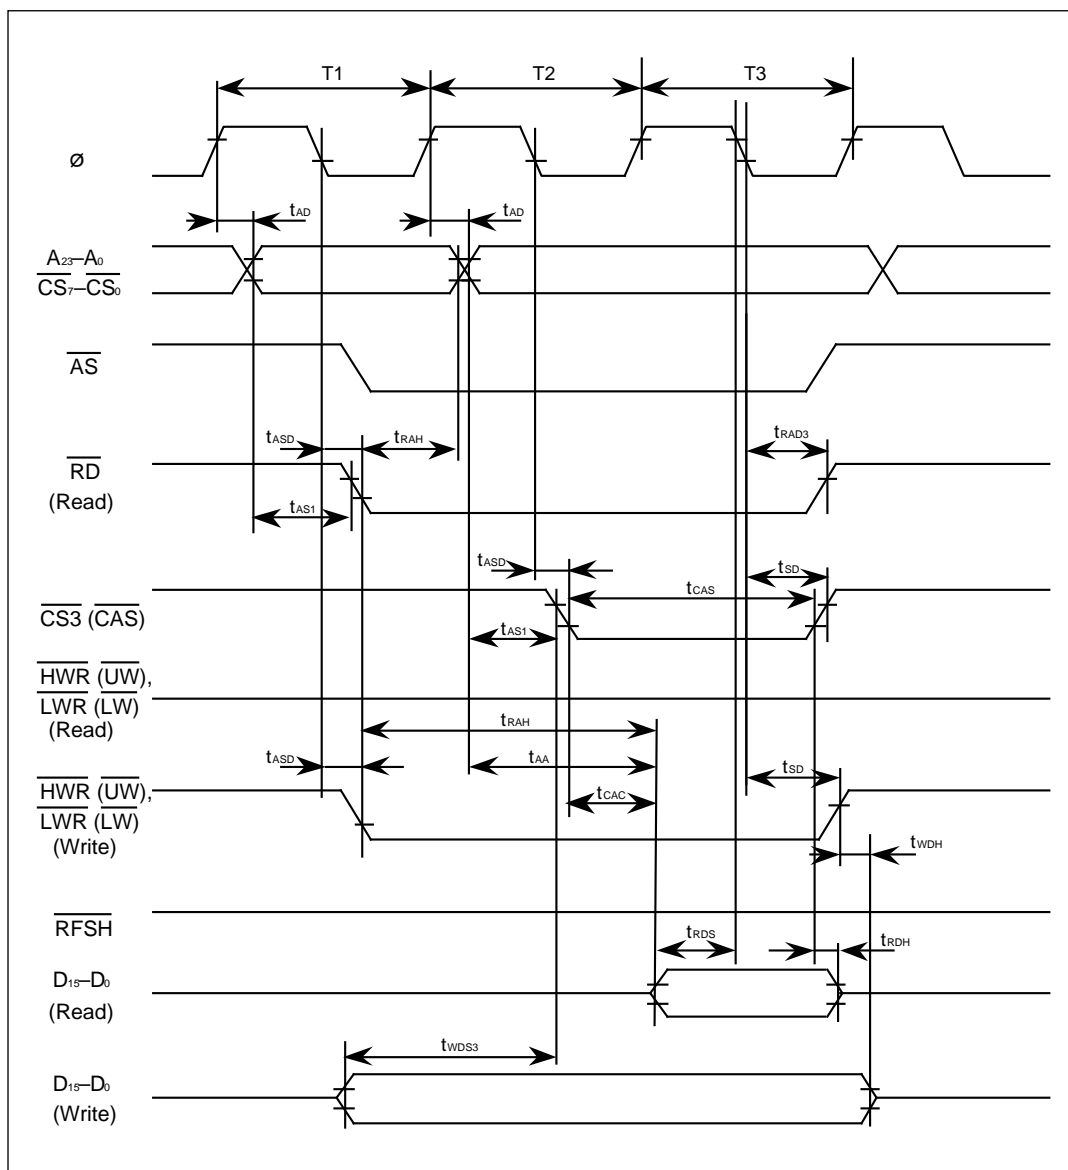 T1 T2 T3
ø
tAD tAD
A23–A0
CS7–CS0
AS
tASD tRAH tRAD3
RD
(Read)
tAS1
tASD tSD
tCAS
CS3 (CAS)
tAS1
HWR (UW),
LWR (LW)
(Read)
tRAH
tASD tAA tSD
HWR (UW),
tCAC
LWR (LW)
(Write)
tWDH
RFSH
tRDS tRDH
D15–D0
(Read)
tWDS3
D15–D0
(Write)